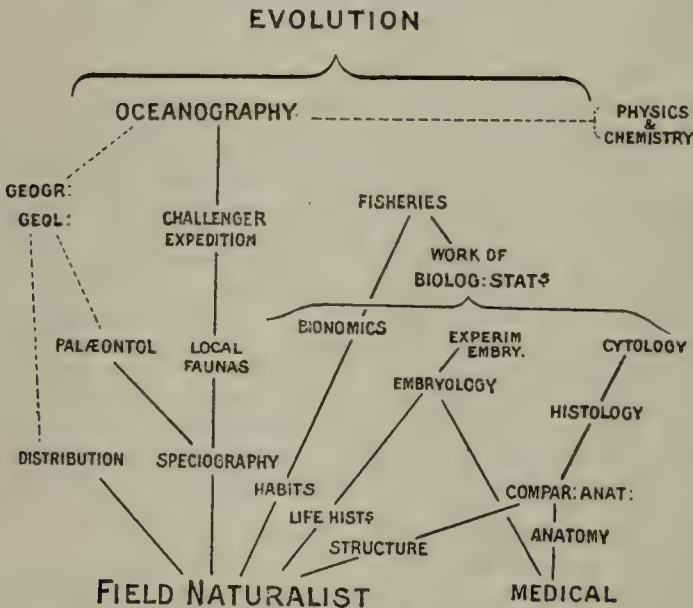 EVOLUTION
OCEANOGRAPHY
PHYSICS
&
CHEMISTRY
GEOGR:
GEOL:
CHALLENGER
EXPEDITION
FISHERIES
WORK OF
BIOLOG: STATS
BIONOMICS
EXPERIM
EMBRY.
CYTOLOGY
PALÆONTOL
LOCAL
FAUNAS
EMBRYOLOGY
HISTOLOGY
DISTRIBUTION
SPECIOGRAPHY
HABITS
COMPAR: ANAT:
LIFE HISTS
STRUCTURE
ANATOMY
FIELD NATURALIST
MEDICAL